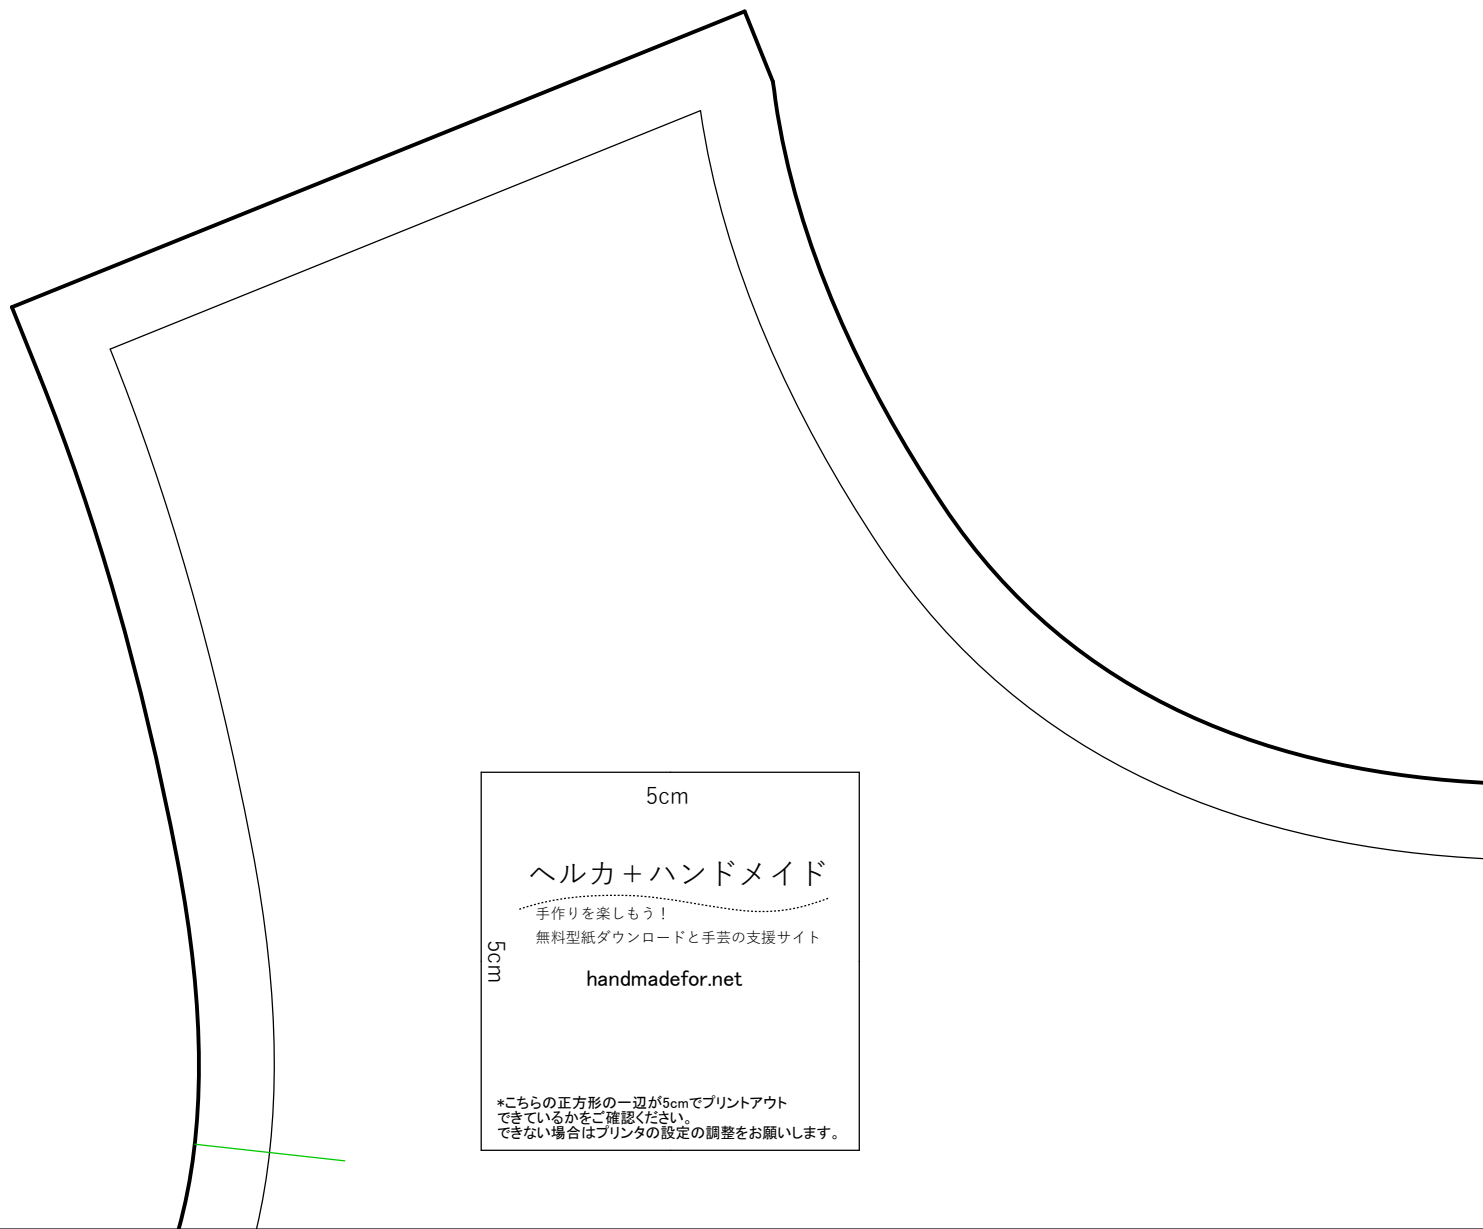 5cm
ヘルカ+ハンドメイド
手作りを楽しもう!
無料型紙ダウンロードと手芸の支援サイト
5cm
handmadefor.net
*こちらの正方形の一辺が5cmでプリントアウト
できているかをご確認ください。
できない場合はプリンタの設定の調整をお願いします。